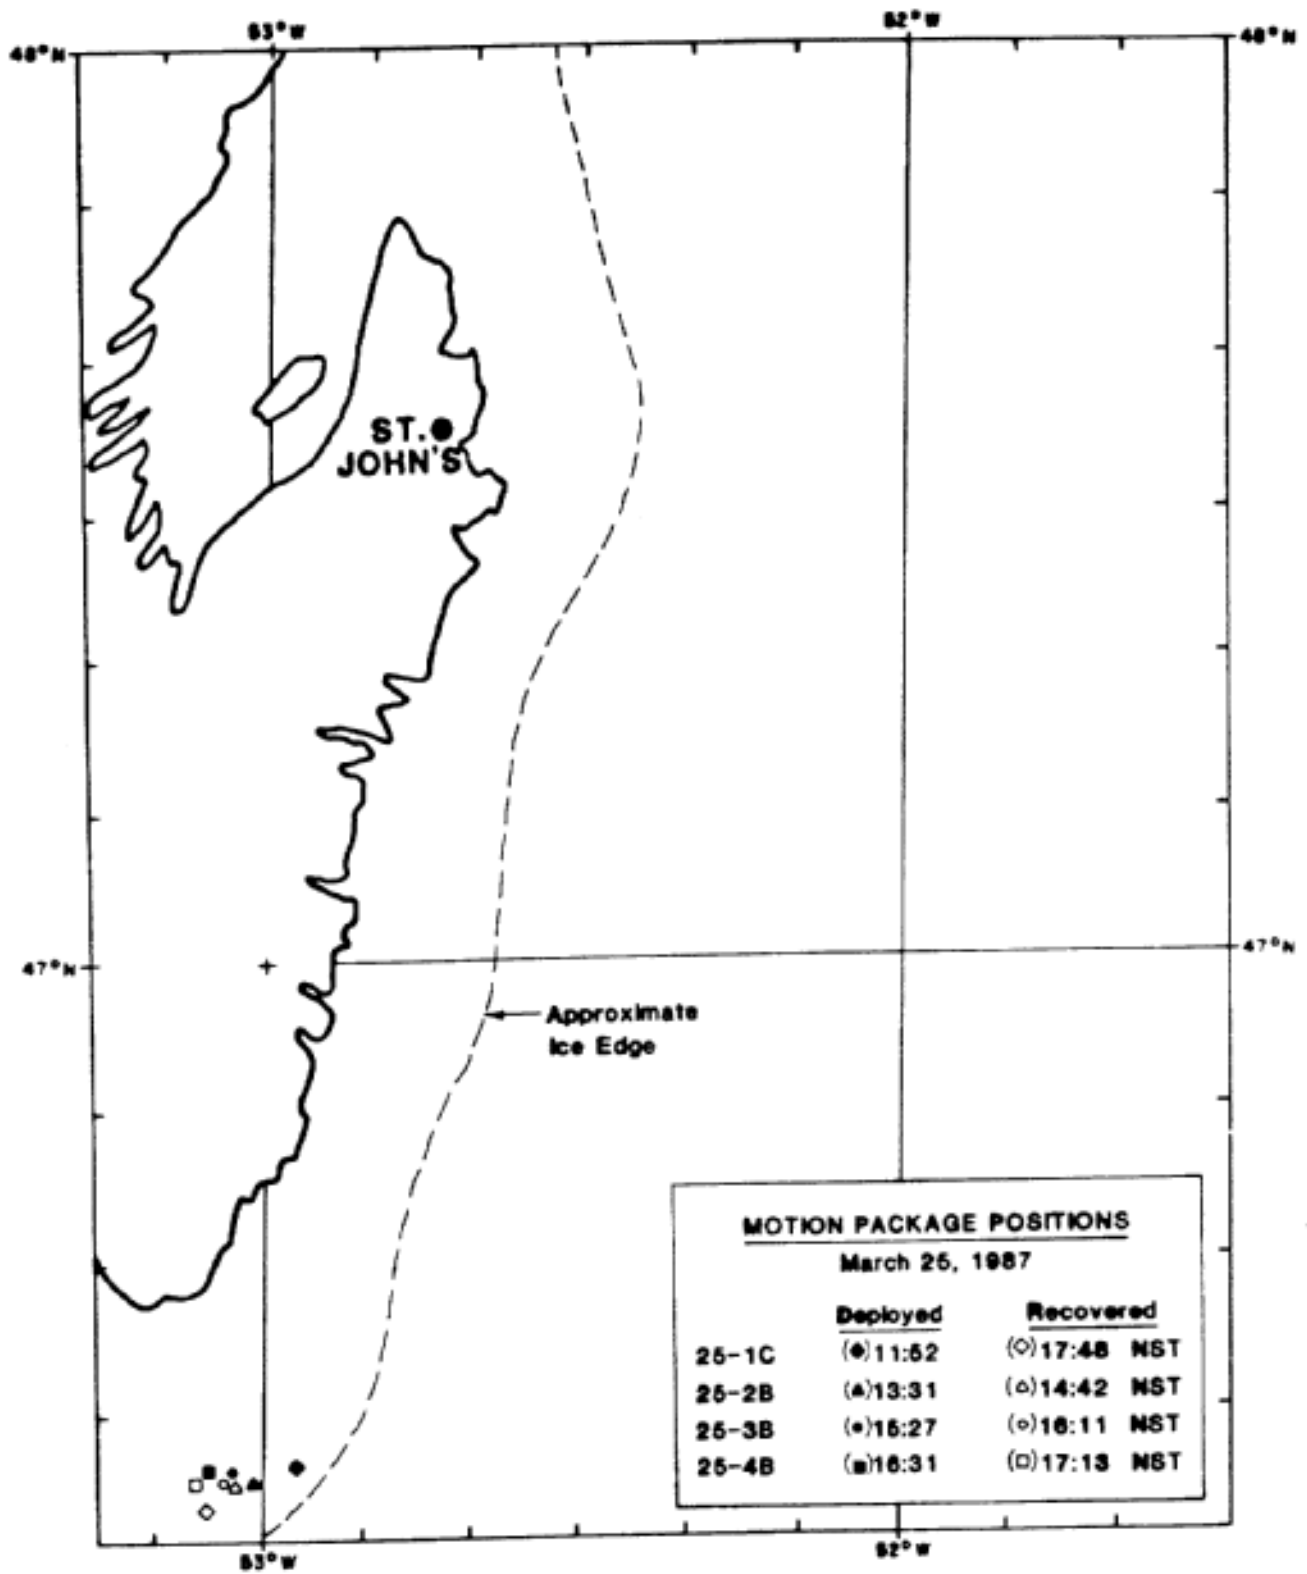 53°W 52°W
48°N 48°N
ST.
JOHN'S
47°N 47°N
Approximate
Ice Edge
MOTION PACKAGE POSITIONS
March 25, 1987
Deployed Recovered
25-1C (◆)11:52 (◇)17:48 NST
25-2B (▲)13:31 (△)14:42 NST
25-3B (●)15:27 (○)16:11 NST
25-4B (■)16:31 (□)17:13 NST
53°W 52°W